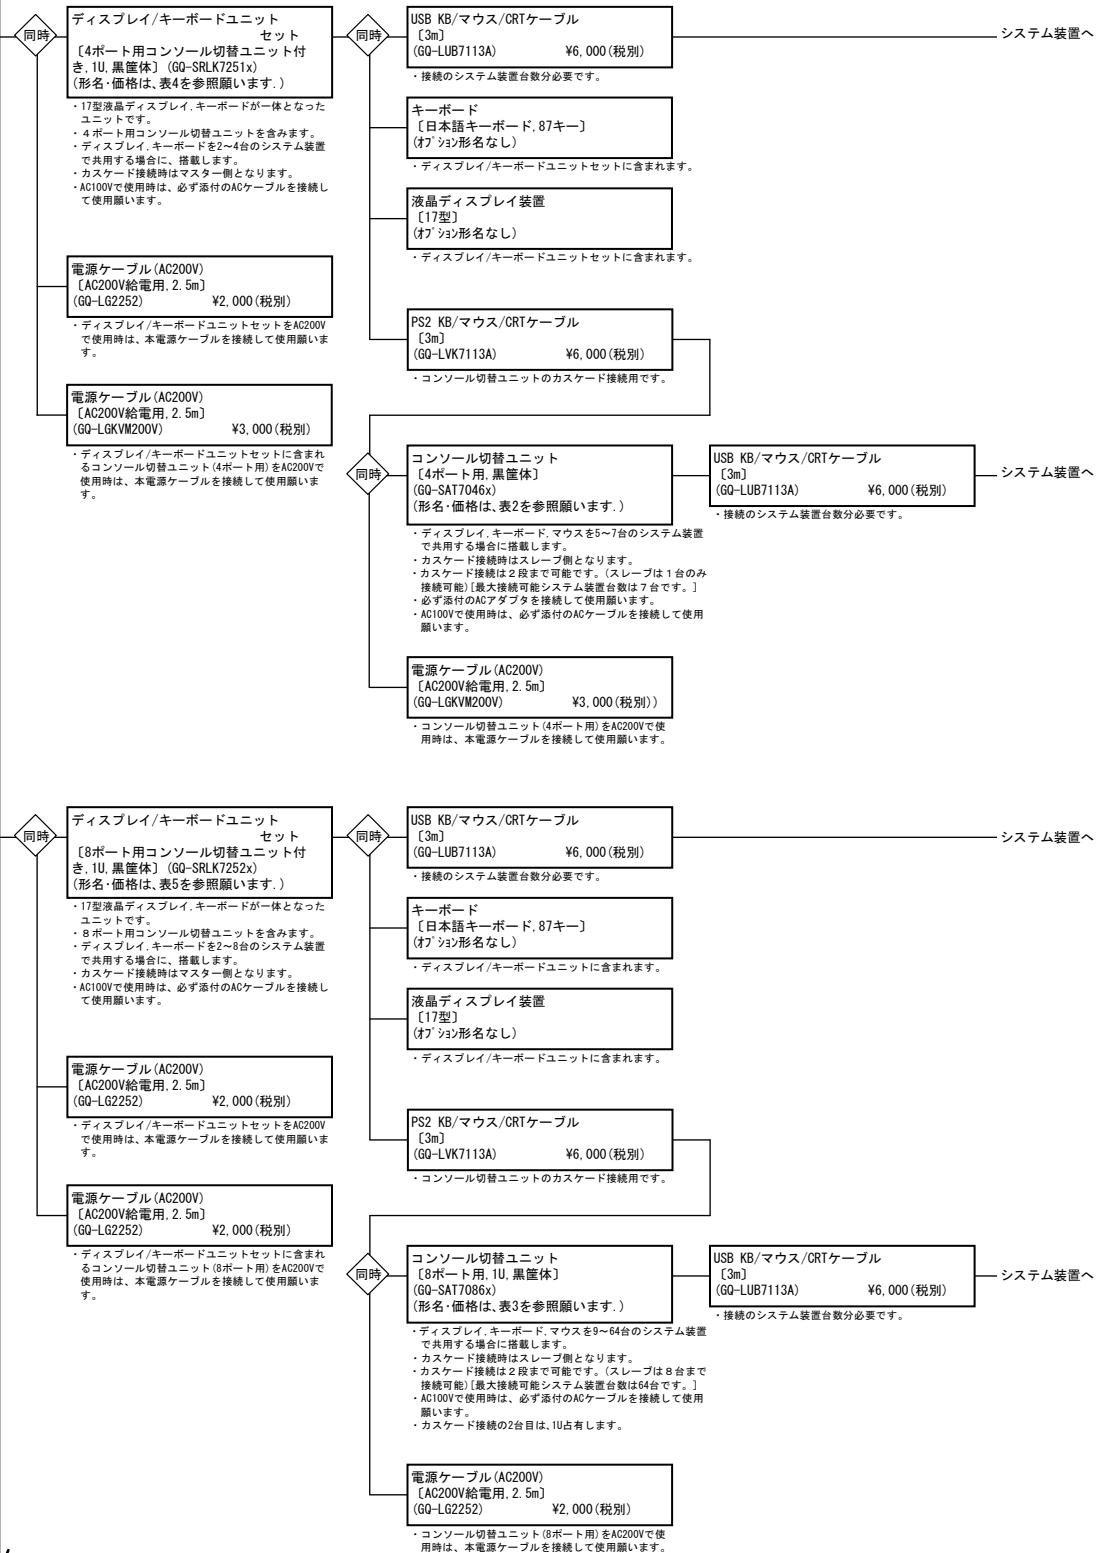 同時
ディスプレイ/キーボードユニット
セット
〔4ポート用コンソール切替ユニット付
き,1U,黒筐体〕(GQ-SRLK7251x)
(形名・価格は、表4を参照願います.)
・17型液晶ディスプレイ,キーボードが一体となった
ユニットです。
・４ポート用コンソール切替ユニットを含みます。
・ディスプレイ,キーボードを2～4台のシステム装置
で共用する場合に、搭載します。
・カスケード接続時はマスター側となります。
・AC100Vで使用時は、必ず添付のACケーブルを接続し
て使用願います。
電源ケーブル(AC200V)
〔AC200V給電用,2.5m〕
(GQ-LG2252) ¥2,000(税別)
・ディスプレイ/キーボードユニットセットをAC200V
で使用時は、本電源ケーブルを接続して使用願いま
す。
電源ケーブル(AC200V)
〔AC200V給電用,2.5m〕
(GQ-LGKVM200V) ¥3,000(税別)
・ディスプレイ/キーボードユニットセットに含まれ
るコンソール切替ユニット(4ポート用)をAC200Vで
使用時は、本電源ケーブルを接続して使用願いま
す。
同時
USB KB/マウス/CRTケーブル
〔3m〕
(GQ-LUB7113A) ¥6,000(税別)
・接続のシステム装置台数分必要です。
システム装置へ
キーボード
〔日本語キーボード,87キー〕
(ｵﾌﾟｼｮﾝ形名なし)
・ディスプレイ/キーボードユニットセットに含まれます。
液晶ディスプレイ装置
〔17型〕
(ｵﾌﾟｼｮﾝ形名なし)
・ディスプレイ/キーボードユニットセットに含まれます。
PS2 KB/マウス/CRTケーブル
〔3m〕
(GQ-LVK7113A) ¥6,000(税別)
・コンソール切替ユニットのカスケード接続用です。
同時
コンソール切替ユニット
〔4ポート用,黒筐体〕
(GQ-SAT7046x)
(形名・価格は、表2を参照願います.)
・ディスプレイ,キーボード,マウスを5～7台のシステム装置
で共用する場合に搭載します。
・カスケード接続時はスレーブ側となります。
・カスケード接続は２段まで可能です。(スレーブは１台のみ
接続可能)[最大接続可能システム装置台数は７台です。]
・必ず添付のACアダプタを接続して使用願います。
・AC100Vで使用時は、必ず添付のACケーブルを接続して使用
願います。
USB KB/マウス/CRTケーブル
〔3m〕
(GQ-LUB7113A) ¥6,000(税別)
・接続のシステム装置台数分必要です。
システム装置へ
電源ケーブル(AC200V)
〔AC200V給電用,2.5m〕
(GQ-LGKVM200V) ¥3,000(税別))
・コンソール切替ユニット(4ポート用)をAC200Vで使
用時は、本電源ケーブルを接続して使用願います。
同時
ディスプレイ/キーボードユニット
セット
〔8ポート用コンソール切替ユニット付
き,1U,黒筐体〕(GQ-SRLK7252x)
(形名・価格は、表5を参照願います.)
・17型液晶ディスプレイ,キーボードが一体となった
ユニットです。
・８ポート用コンソール切替ユニットを含みます。
・ディスプレイ,キーボードを2～8台のシステム装置
で共用する場合に、搭載します。
・カスケード接続時はマスター側となります。
・AC100Vで使用時は、必ず添付のACケーブルを接続し
て使用願います。
電源ケーブル(AC200V)
〔AC200V給電用,2.5m〕
(GQ-LG2252) ¥2,000(税別)
・ディスプレイ/キーボードユニットセットをAC200V
で使用時は、本電源ケーブルを接続して使用願いま
す。
電源ケーブル(AC200V)
〔AC200V給電用,2.5m〕
(GQ-LG2252) ¥2,000(税別)
・ディスプレイ/キーボードユニットセットに含まれ
るコンソール切替ユニット(8ポート用)をAC200Vで
使用時は、本電源ケーブルを接続して使用願いま
す。
同時
USB KB/マウス/CRTケーブル
〔3m〕
(GQ-LUB7113A) ¥6,000(税別)
・接続のシステム装置台数分必要です。
システム装置へ
キーボード
〔日本語キーボード,87キー〕
(ｵﾌﾟｼｮﾝ形名なし)
・ディスプレイ/キーボードユニットに含まれます。
液晶ディスプレイ装置
〔17型〕
(ｵﾌﾟｼｮﾝ形名なし)
・ディスプレイ/キーボードユニットに含まれます。
PS2 KB/マウス/CRTケーブル
〔3m〕
(GQ-LVK7113A) ¥6,000(税別)
・コンソール切替ユニットのカスケード接続用です。
同時
コンソール切替ユニット
〔8ポート用,1U,黒筐体〕
(GQ-SAT7086x)
(形名・価格は、表3を参照願います.)
・ディスプレイ,キーボード,マウスを9～64台のシステム装置
で共用する場合に搭載します。
・カスケード接続時はスレーブ側となります。
・カスケード接続は２段まで可能です。(スレーブは８台まで
接続可能)[最大接続可能システム装置台数は64台です。]
・AC100Vで使用時は、必ず添付のACケーブルを接続して使用
願います。
・カスケード接続の2台目は、1U占有します。
USB KB/マウス/CRTケーブル
〔3m〕
(GQ-LUB7113A) ¥6,000(税別)
・接続のシステム装置台数分必要です。
システム装置へ
電源ケーブル(AC200V)
〔AC200V給電用,2.5m〕
(GQ-LG2252) ¥2,000(税別)
・コンソール切替ユニット(8ポート用)をAC200Vで使
用時は、本電源ケーブルを接続して使用願います。